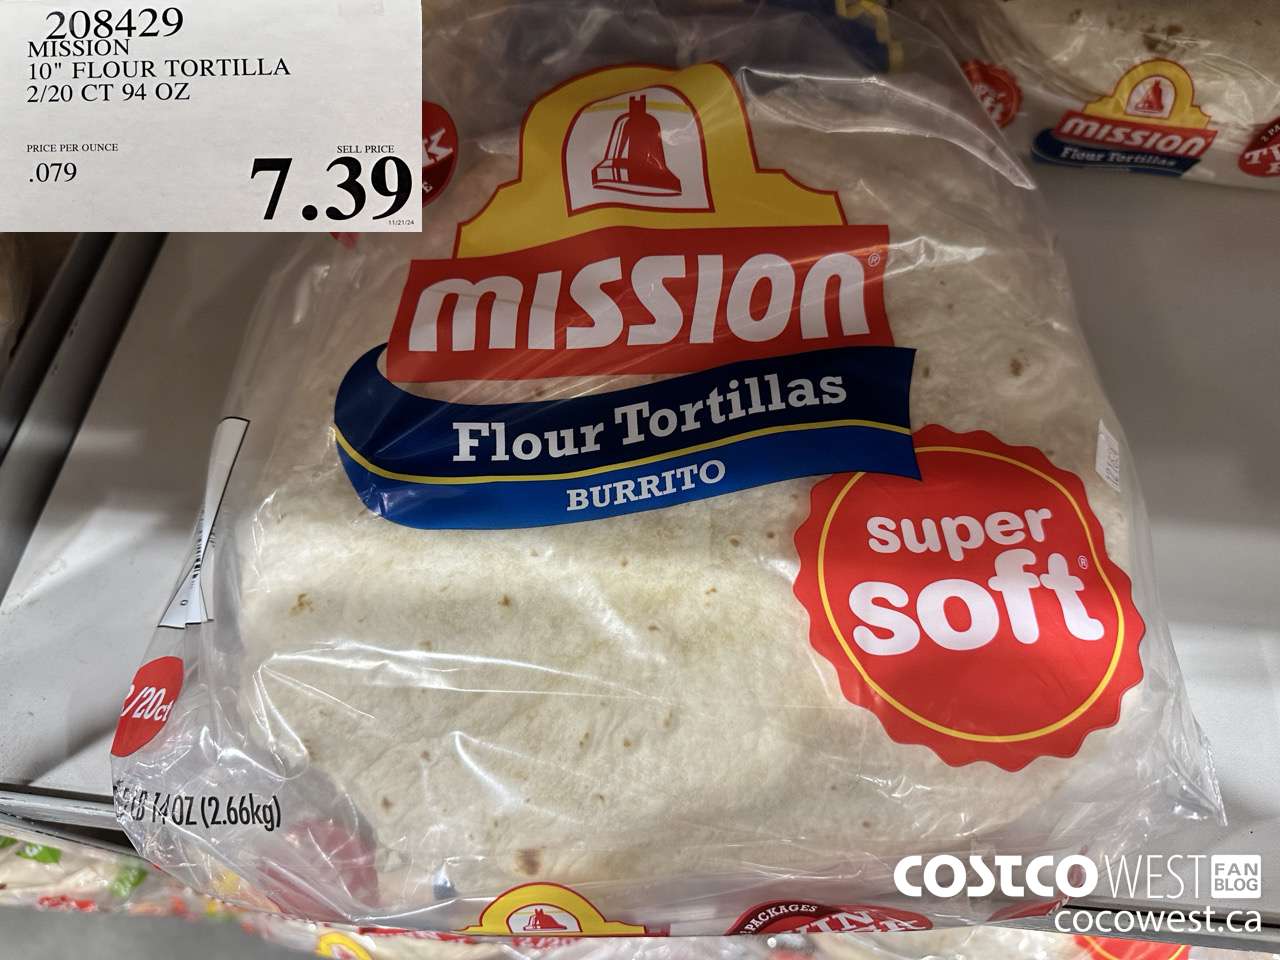 208429
MISSION
10" FLOUR TORTILLA
2/20 CT 94 OZ
PRICE PER OUNCE
.079
SELL PRICE
7.39
11/21/24
MISSION®
Flour Tortillas
BURRITO
super
soft®
MISSION
Flour Tortillas
/20ct
14OZ (2.66kg)
PACKAGES
COSTCO WEST FAN BLOG
cocowest.ca